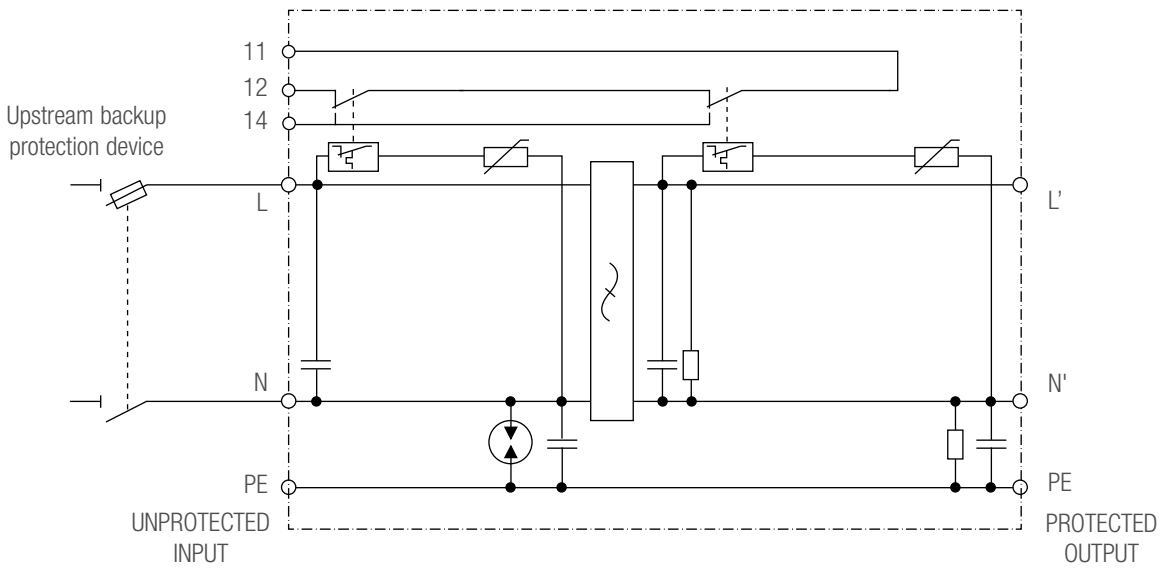 11
12
14
Upstream backup
protection device
L
L’
N
N'
PE
PE
UNPROTECTED
INPUT
PROTECTED
OUTPUT